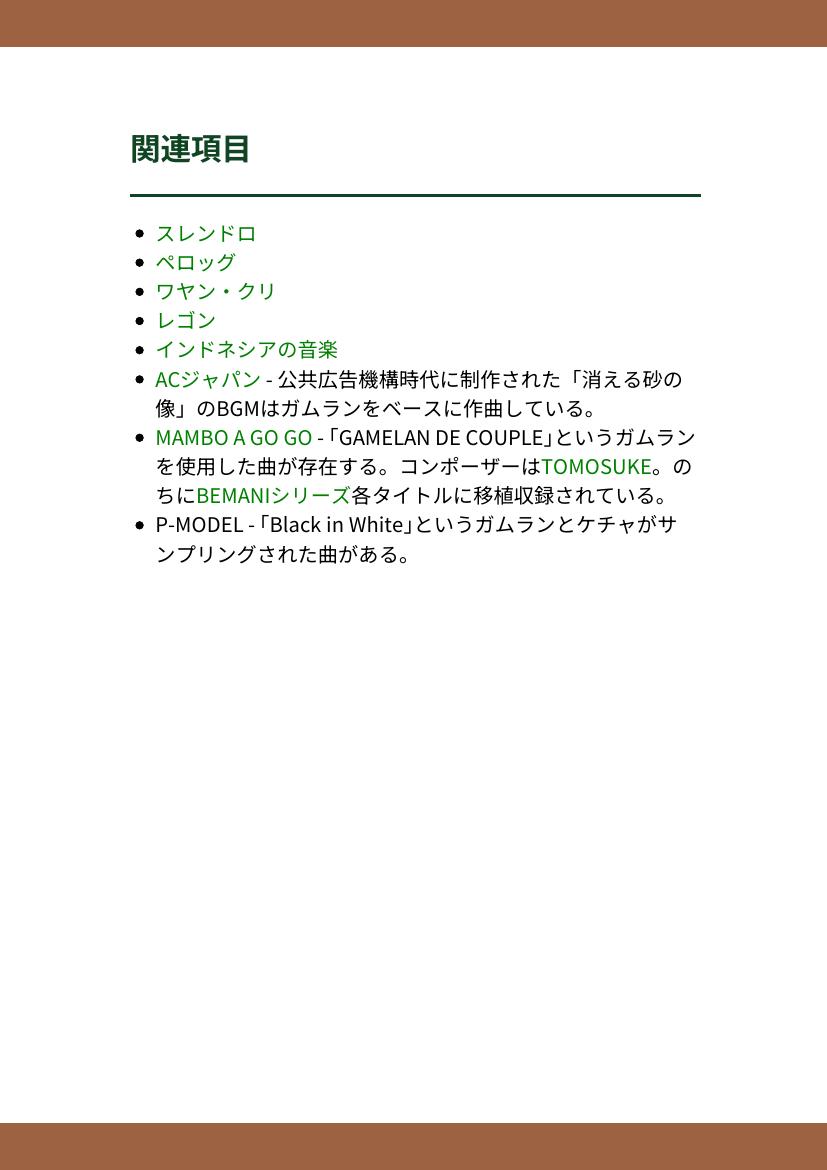 関連項目
スレンドロ
ペロッグ
ワヤン・クリ
レゴン
インドネシアの音楽
ACジャパン - 公共広告機構時代に制作された「消える砂の
像」のBGMはガムランをベースに作曲している。
MAMBO A GO GO - ｢GAMELAN DE COUPLE｣というガムラン
を使用した曲が存在する。コンポーザーはTOMOSUKE。の
ちにBEMANIシリーズ各タイトルに移植収録されている。
P-MODEL - ｢Black in White｣というガムランとケチャがサ
ンプリングされた曲がある。